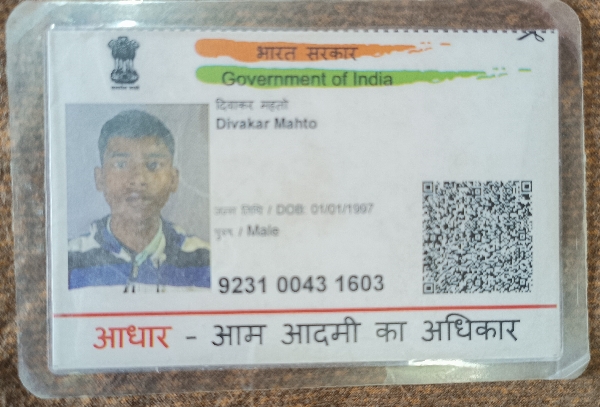 भारत सरकार
Government of India
दिवाकर महतो
Divakar Mahto
जन्म तिथि / DOB: 01/01/1997
पुरुष / Male
9231 0043 1603
आधार - आम आदमी का अधिकार